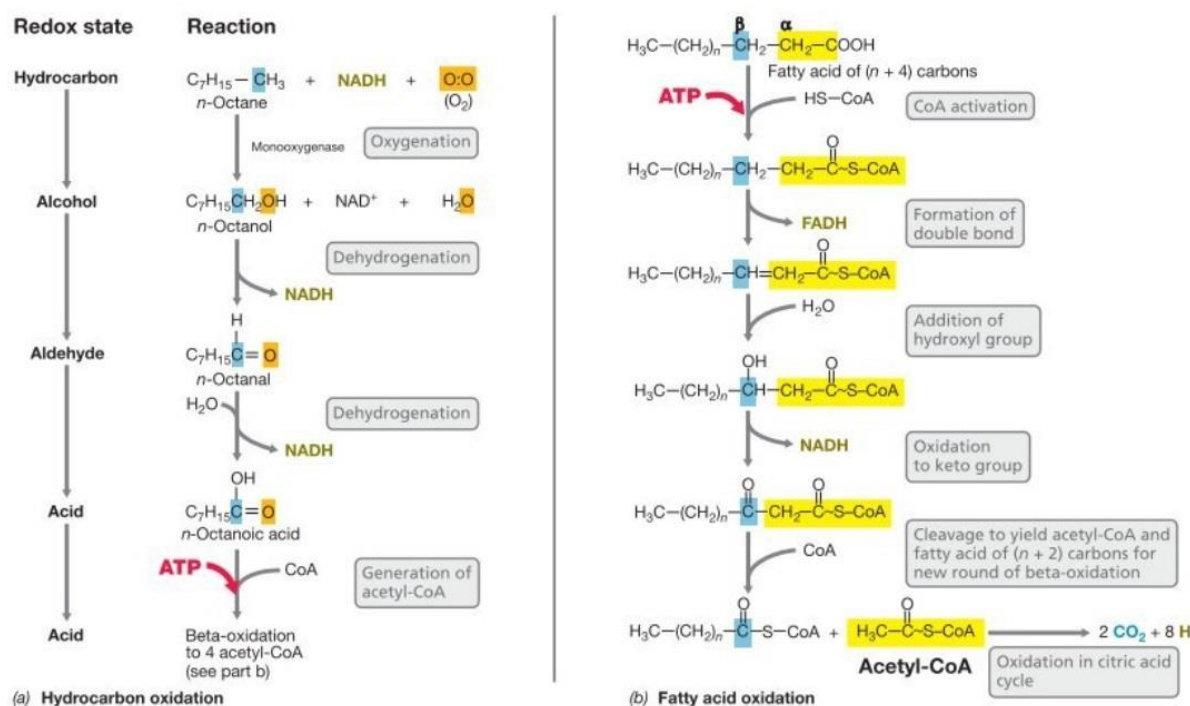 Redox state
Reaction
Hydrocarbon
C₇H₁₅—CH₃ + NADH + O:O
n-Octane
(O₂)
Monooxygenase
Oxygenation
Alcohol
C₇H₁₅CH₂OH + NAD⁺ + H₂O
n-Octanol
Dehydrogenation
NADH
H
Aldehyde
C₇H₁₅C=O
n-Octanal
H₂O
Dehydrogenation
NADH
OH
Acid
C₇H₁₅C=O
n-Octanoic acid
ATP
CoA
Generation of
acetyl-CoA
Acid
Beta-oxidation
to 4 acetyl-CoA
(see part b)
(a) Hydrocarbon oxidation
β α
H₃C—(CH₂)ₙ—CH₂—CH₂—COOH
Fatty acid of (n + 4) carbons
ATP
HS—CoA
CoA activation
O
H₃C—(CH₂)ₙ—CH₂—CH₂—C~S—CoA
FADH
Formation of
double bond
O
H₃C—(CH₂)ₙ—CH=CH₂—C~S—CoA
H₂O
Addition of
hydroxyl group
OH O
H₃C—(CH₂)ₙ—CH—CH₂—C~S—CoA
NADH
Oxidation
to keto group
O O
H₃C—(CH₂)ₙ—C—CH₂—C~S—CoA
CoA
Cleavage to yield acetyl-CoA and
fatty acid of (n + 2) carbons for
new round of beta-oxidation
O O
H₃C—(CH₂)ₙ—C—S—CoA + H₃C—C~S—CoA 2 CO₂ + 8 H
Acetyl-CoA
Oxidation in citric acid
cycle
(b) Fatty acid oxidation